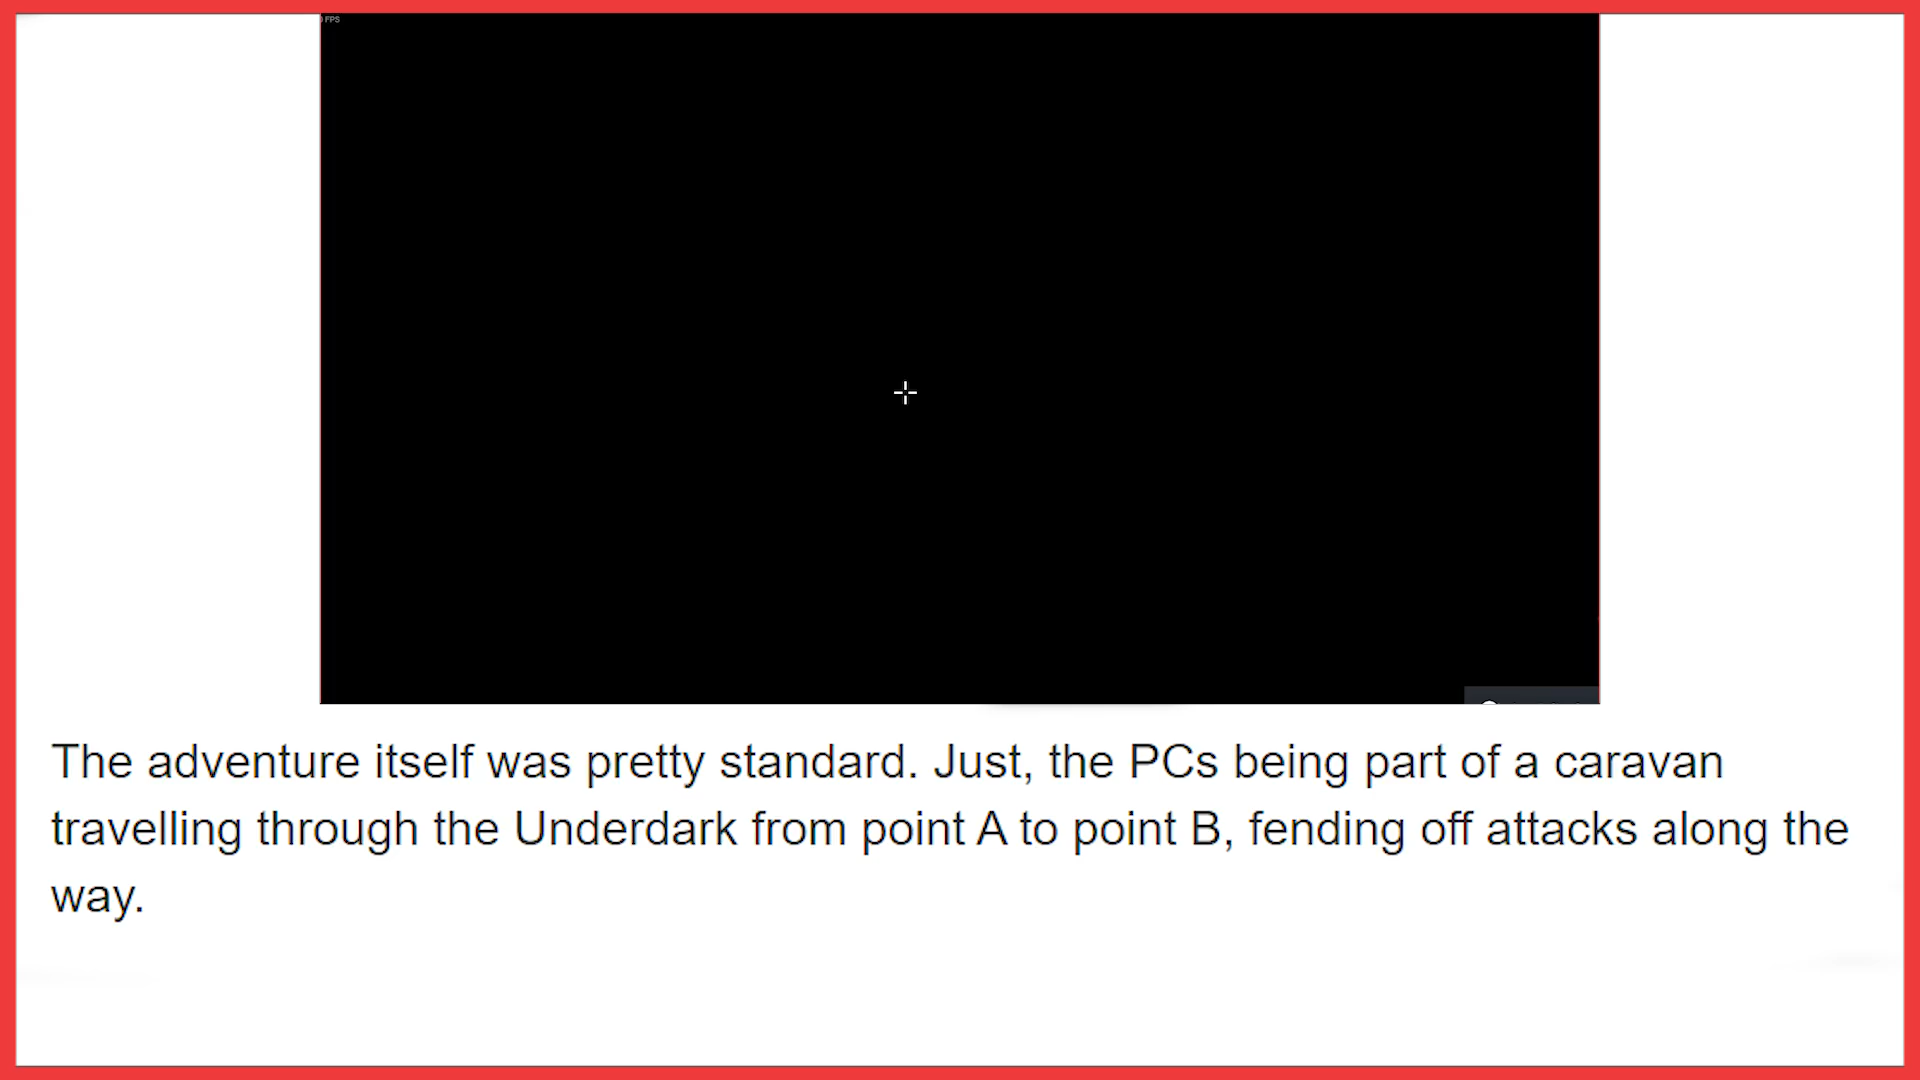 FPS
The adventure itself was pretty standard. Just, the PCs being part of a caravan
travelling through the Underdark from point A to point B, fending off attacks along the
way.